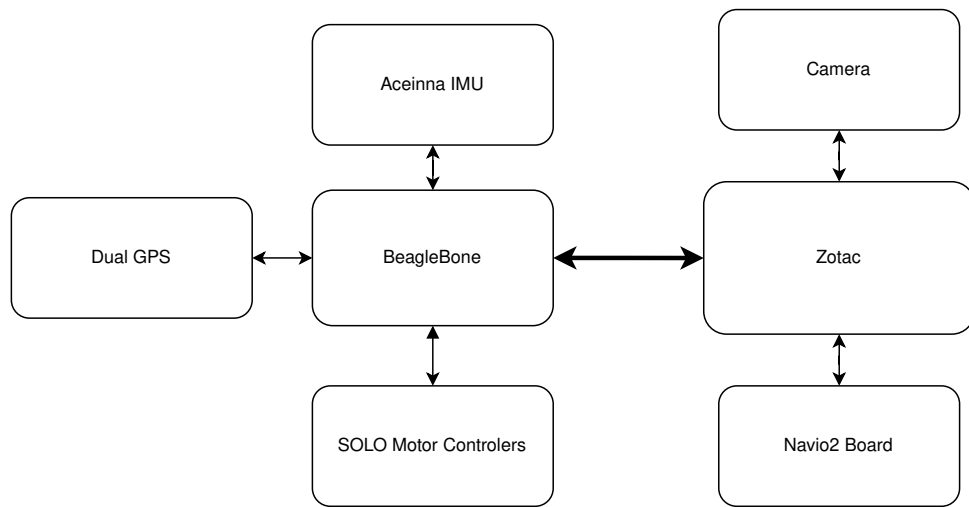 Aceinna IMU
Camera
Dual GPS
BeagleBone
Zotac
SOLO Motor Controlers
Navio2 Board